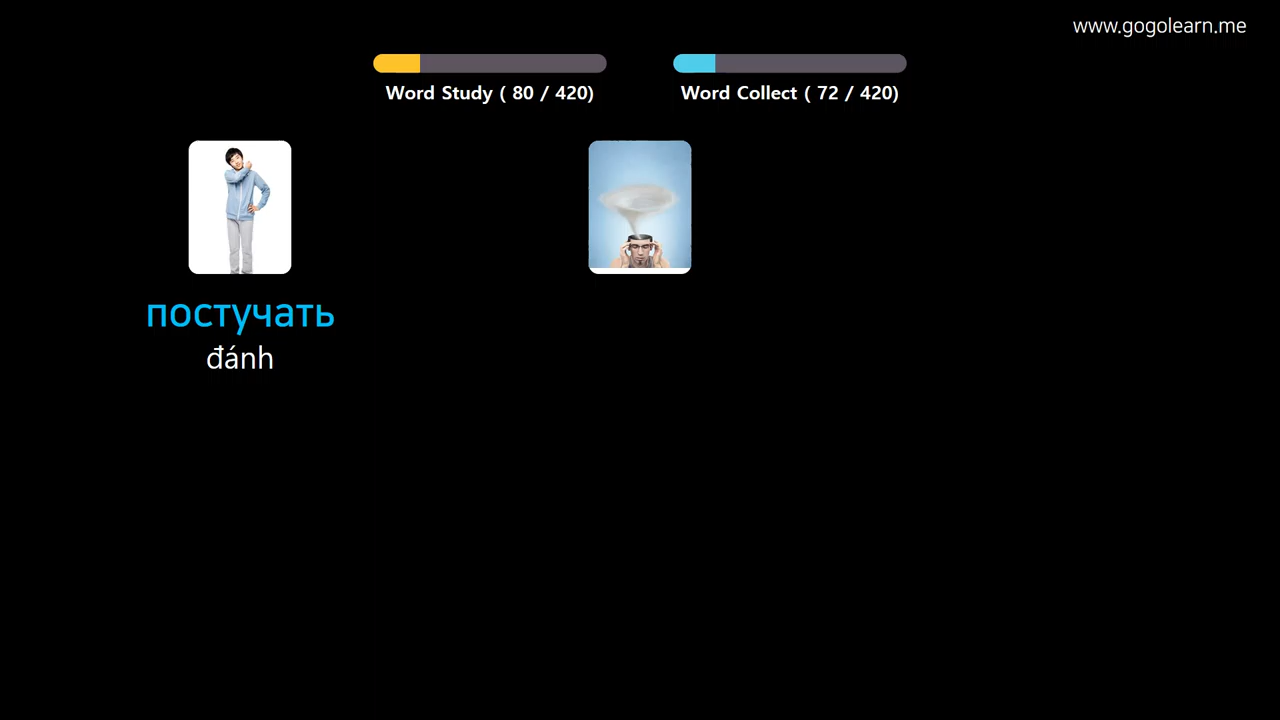 www.gogolearn.me
Word Study ( 80 / 420)
Word Collect ( 72 / 420)
постучать
đánh